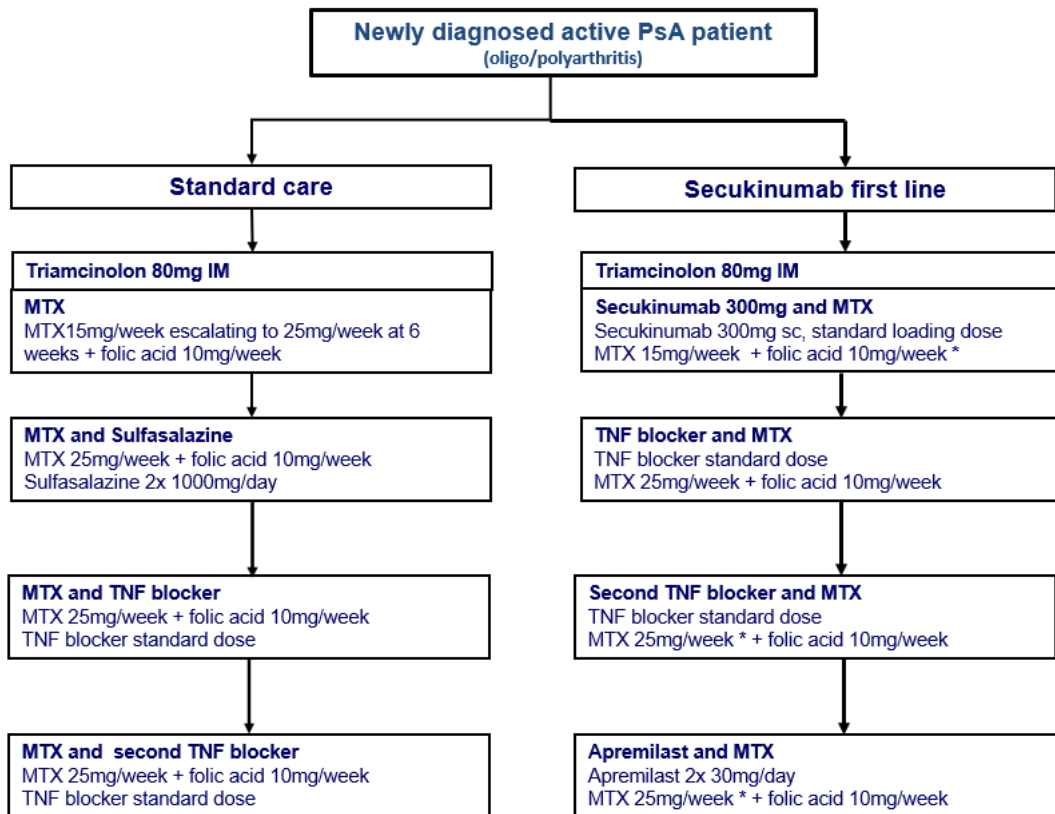 Newly diagnosed active PsA patient
(oligo/polyarthritis)
Standard care
Triamcinolon 80mg IM
MTX
MTX15mg/week escalating to 25mg/week at 6
weeks + folic acid 10mg/week
MTX and Sulfasalazine
MTX 25mg/week + folic acid 10mg/week
Sulfasalazine 2x 1000mg/day
MTX and TNF blocker
MTX 25mg/week + folic acid 10mg/week
TNF blocker standard dose
MTX and second TNF blocker
MTX 25mg/week + folic acid 10mg/week
TNF blocker standard dose
Secukinumab first line
Triamcinolon 80mg IM
Secukinumab 300mg and MTX
Secukinumab 300mg sc, standard loading dose
MTX 15mg/week + folic acid 10mg/week *
TNF blocker and MTX
TNF blocker standard dose
MTX 25mg/week + folic acid 10mg/week
Second TNF blocker and MTX
TNF blocker standard dose
MTX 25mg/week * + folic acid 10mg/week
Apremilast and MTX
Apremilast 2x 30mg/day
MTX 25mg/week * + folic acid 10mg/week